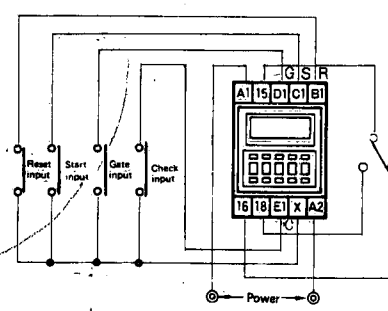 G S R
A1 15 D1 C1 B1
Reset input
Start input
Gate input
Check input
16 18 E1 X A2
C
Power